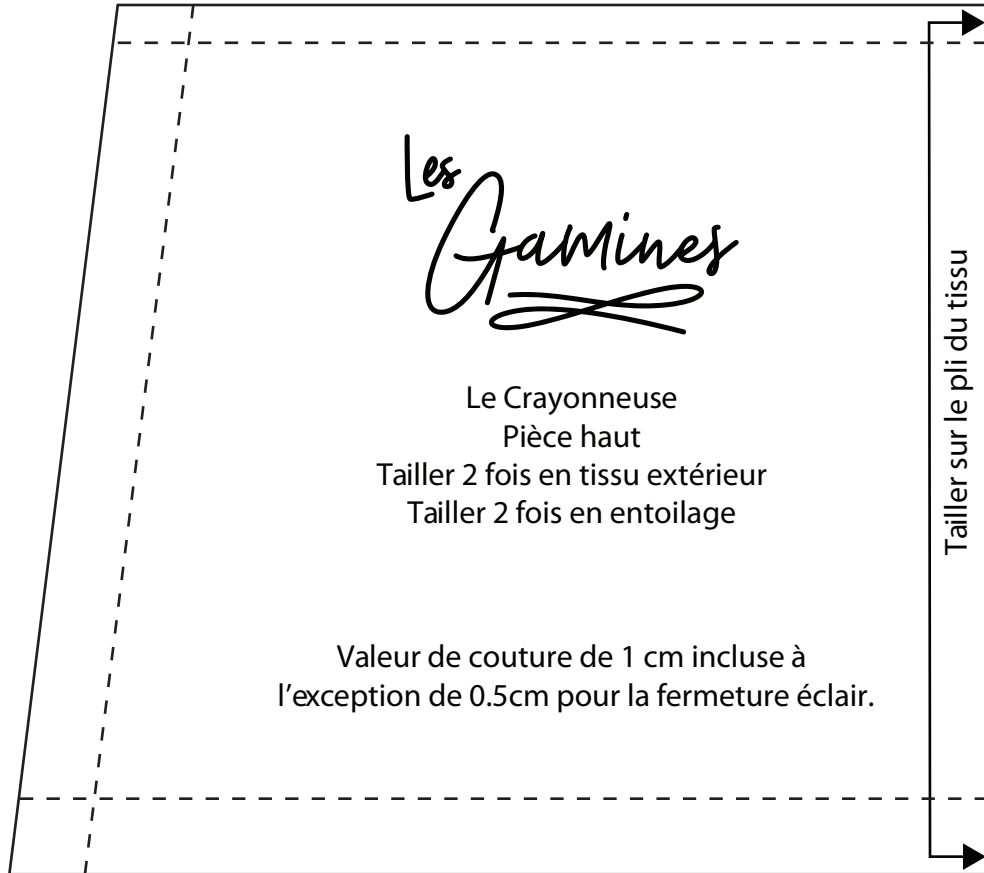 Les
Gamines
Le Crayonneuse
Pièce haut
Tailler 2 fois en tissu extérieur
Tailler 2 fois en entoilage
Valeur de couture de 1 cm incluse à
l’exception de 0.5cm pour la fermeture éclair.
Tailler sur le pli du tissu